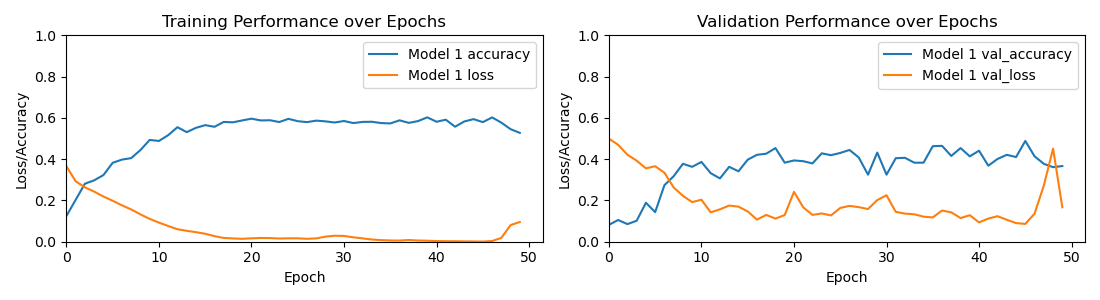 Training Performance over Epochs
1.0
0.8
0.6
0.4
0.2
0.0
Loss/Accuracy
Model 1 accuracy
Model 1 loss
0 10 20 30 40 50
Epoch
Validation Performance over Epochs
1.0
0.8
0.6
0.4
0.2
0.0
Loss/Accuracy
Model 1 val_accuracy
Model 1 val_loss
0 10 20 30 40 50
Epoch